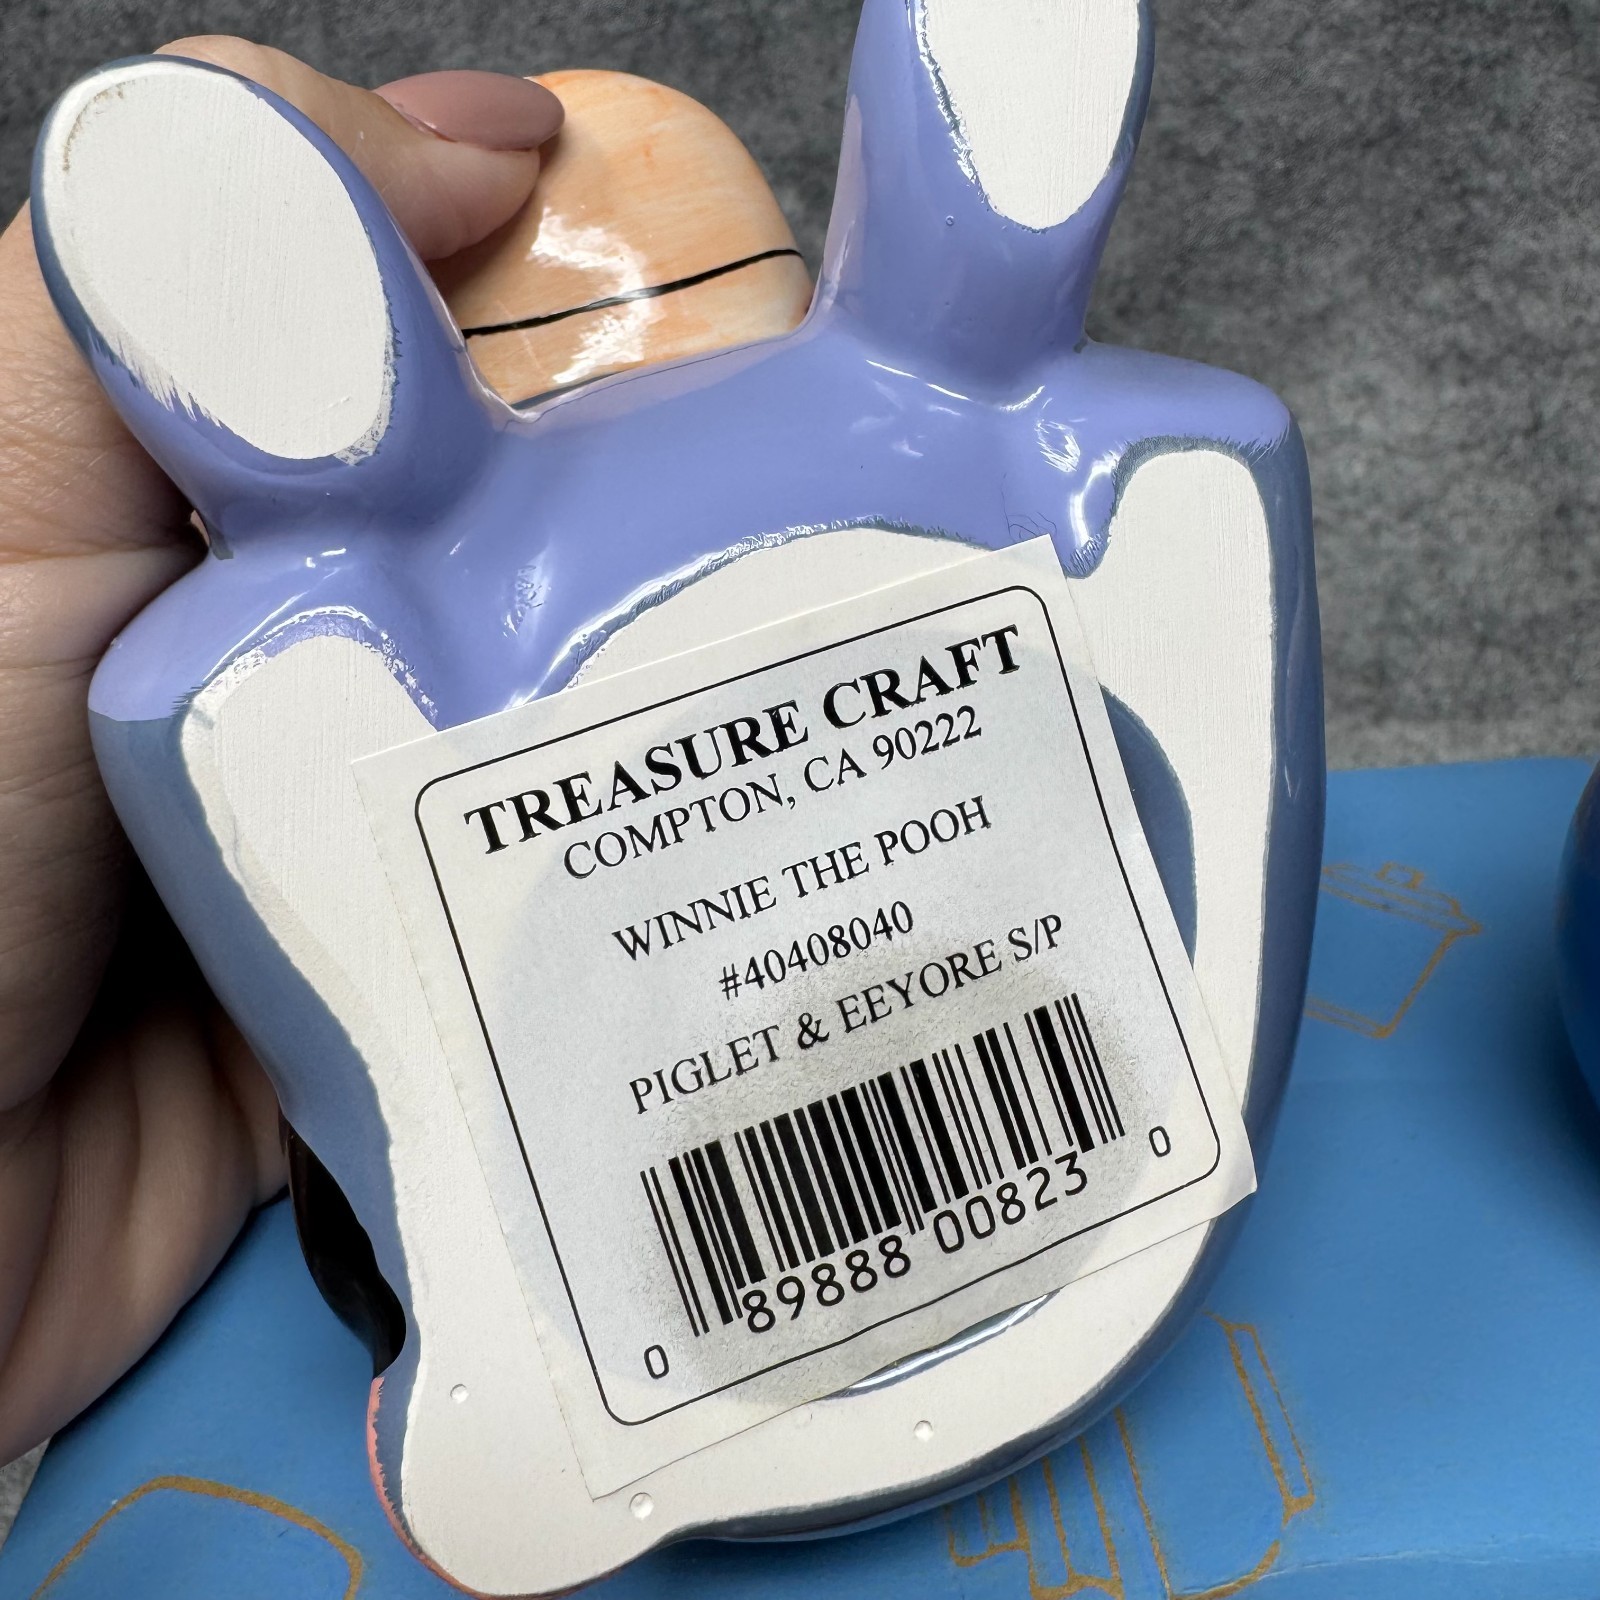 TREASURE CRAFT
COMPTON, CA 90222
WINNIE THE POOH
#40408040
PIGLET & EEYORE S/P
0 89888 00823 0